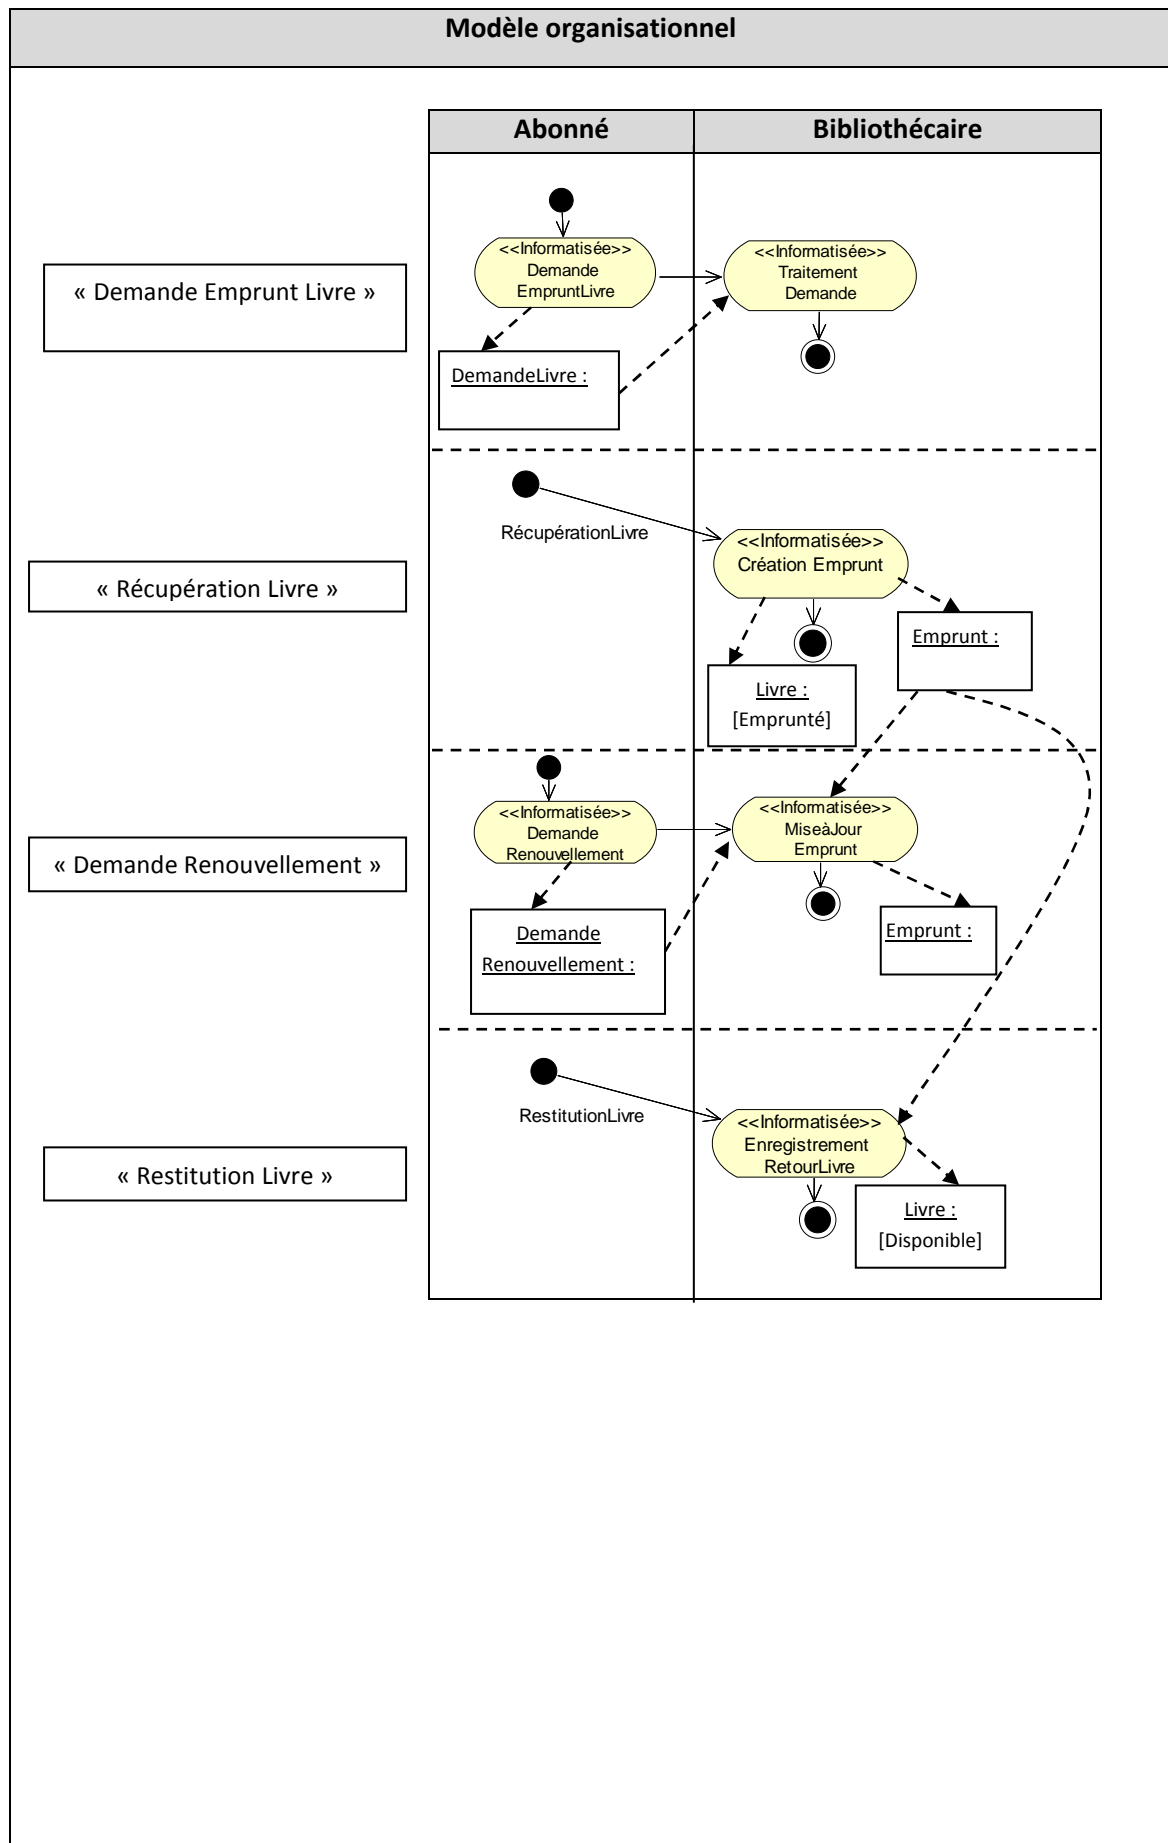 Modèle organisationnel
Abonné
Bibliothécaire
« Demande Emprunt Livre »
<<Informatisée>>
Demande
EmpruntLivre
<<Informatisée>>
Traitement
Demande
DemandeLivre :
« Récupération Livre »
RécupérationLivre
<<Informatisée>>
Création Emprunt
Emprunt :
Livre :
[Emprunté]
« Demande Renouvellement »
<<Informatisée>>
Demande
Renouvellement
<<Informatisée>>
MiseàJour
Emprunt
Demande
Renouvellement :
Emprunt :
« Restitution Livre »
RestitutionLivre
<<Informatisée>>
Enregistrement
RetourLivre
Livre :
[Disponible]